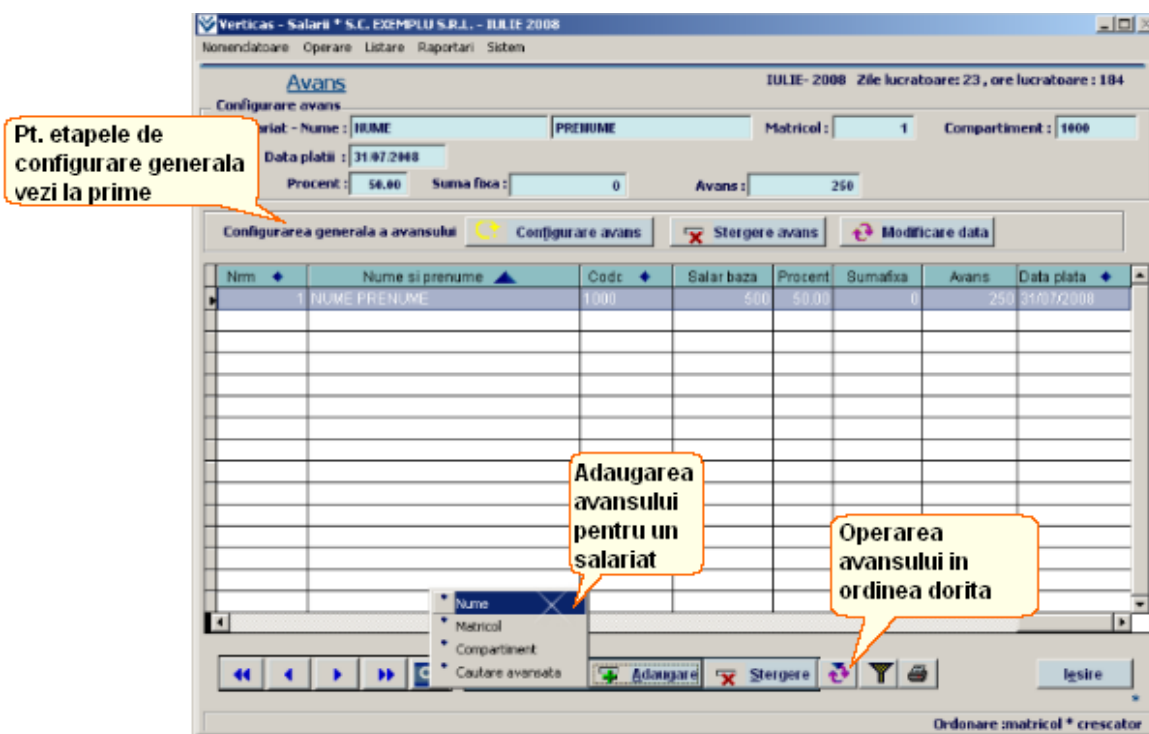 Verticas - Salarii * S.C. EXEMPLU S.R.L. - IULIE 2008
Nomenclatoare Operare Listare Raportari Sistem
Avans
IULIE- 2008 Zile lucratoare: 23 , ore lucratoare : 184
Configurare avans
riat - Nume : NUME PRENUME Matricol : 1 Compartiment : 1000
Data platii : 31/07/2008
Procent : 50.00 Suma fixa : 0 Avans : 250
Pt. etapele de
configurare generala
vezi la prime
Configurarea generala a avansului Configurare avans Stergere avans Modificare data
Nrm Nume si prenume Codc Salar baza Procent Sumafixa Avans Data plata
1 NUME PRENUME 1000 500 50.00 0 250 31/07/2008
Adaugarea
avansului
pentru un
salariat
Operarea
avansului in
ordinea dorita
Nume
Matricol
Compartiment
Cautare avansata
Adaugare Stergere Iesire
Ordonare :matricol * crescator